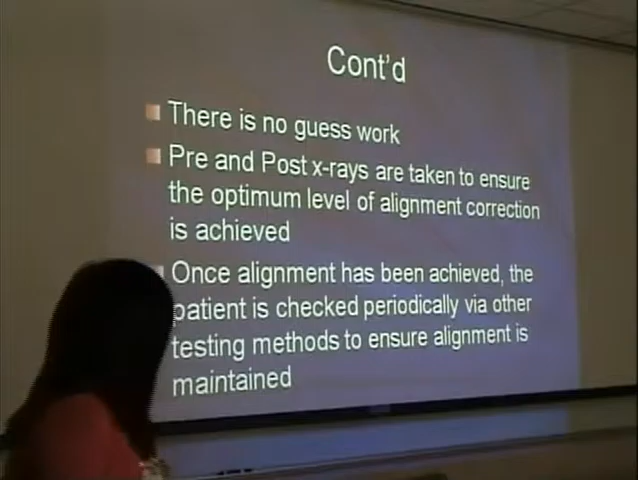 Cont'd
There is no guess work
Pre and Post x-rays are taken to ensure
the optimum level of alignment correction
is achieved
Once alignment has been achieved, the
patient is checked periodically via other
testing methods to ensure alignment is
maintained